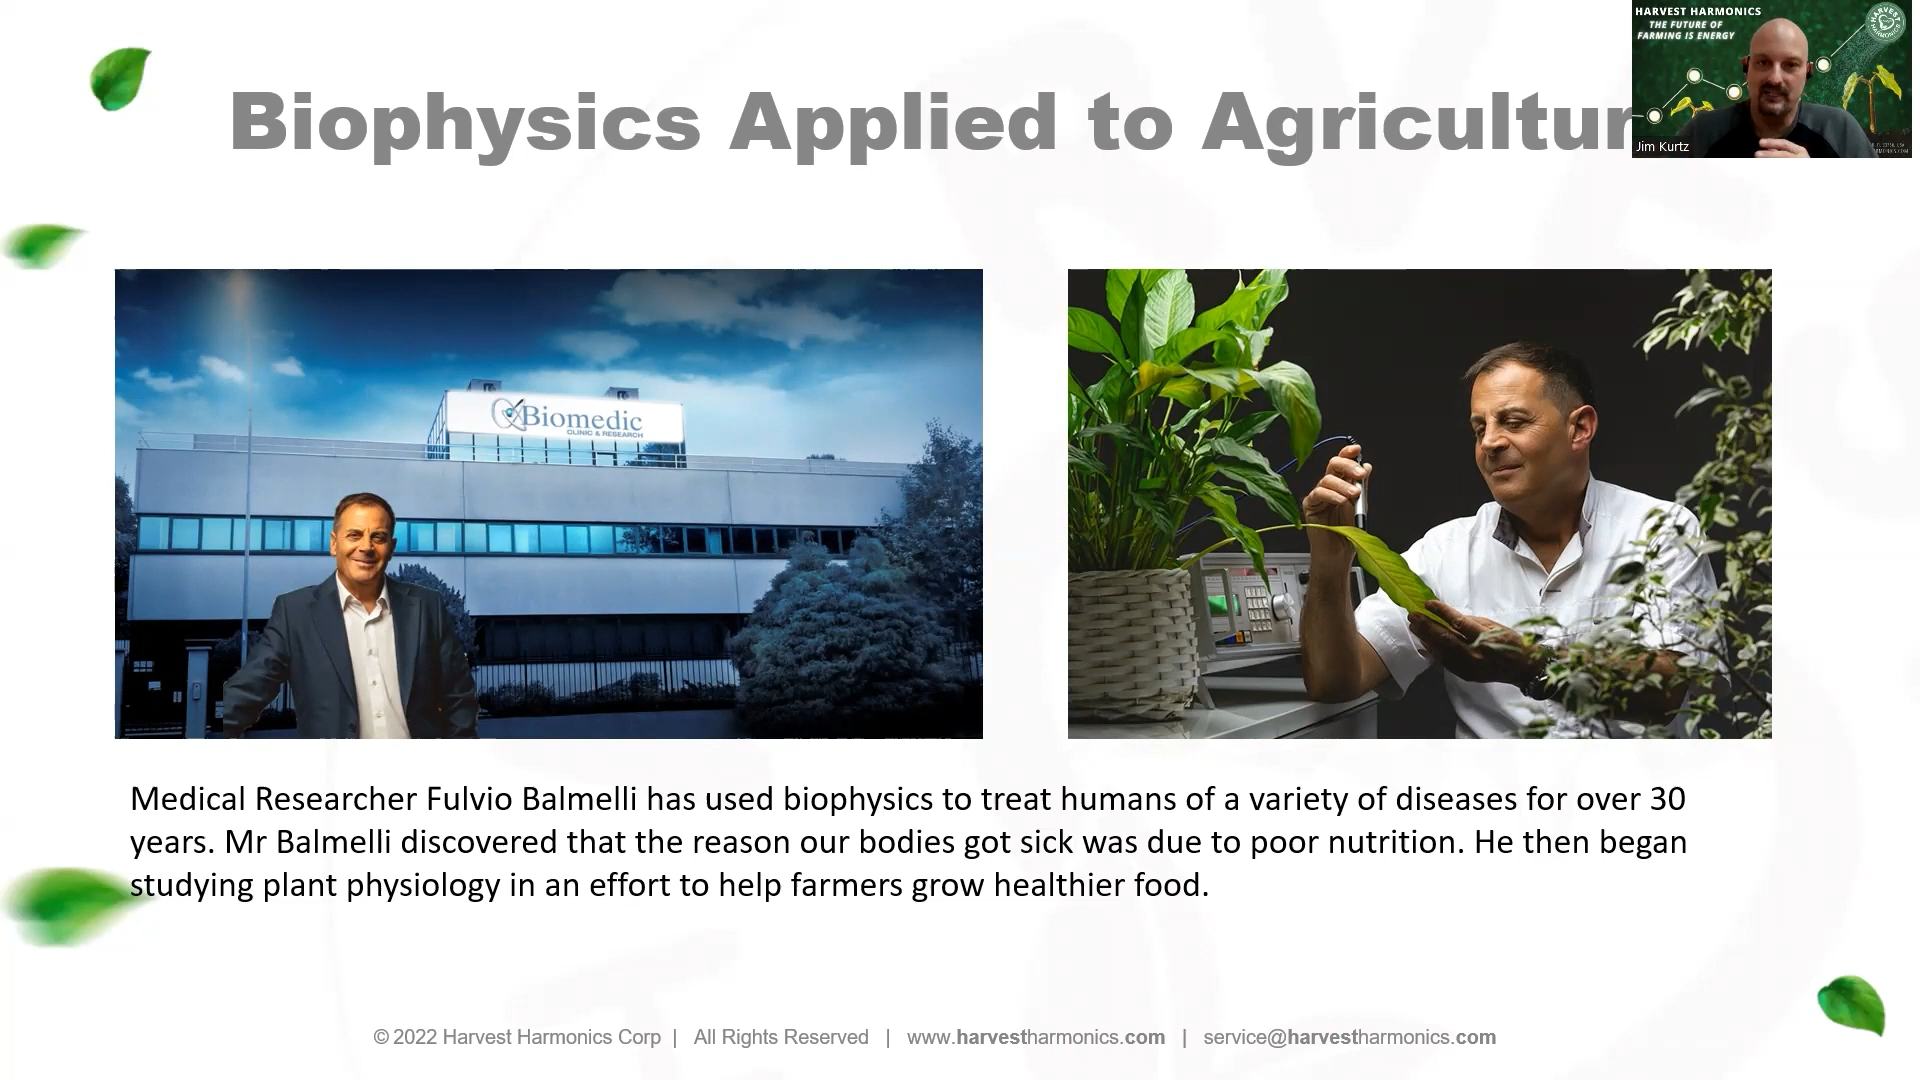 HARVEST HARMONICS
THE FUTURE OF
FARMING IS ENERGY
Jim Kurtz
Biophysics Applied to Agricultur
Biomedic
CLINIC & RESEARCH
Medical Researcher Fulvio Balmelli has used biophysics to treat humans of a variety of diseases for over 30
years. Mr Balmelli discovered that the reason our bodies got sick was due to poor nutrition. He then began
studying plant physiology in an effort to help farmers grow healthier food.
© 2022 Harvest Harmonics Corp | All Rights Reserved | www.harvestharmonics.com | service@harvestharmonics.com